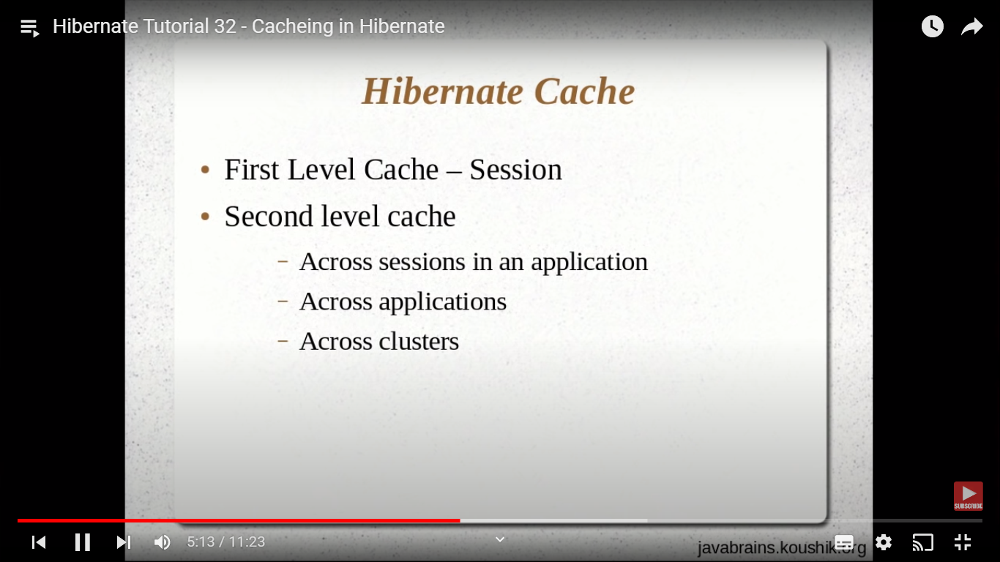 Hibernate Tutorial 32 - Cacheing in Hibernate
Hibernate Cache
• First Level Cache – Session
• Second level cache
– Across sessions in an application
– Across applications
– Across clusters
SUBSCRIBE
5:13 / 11:23
javabrains.koushik.org